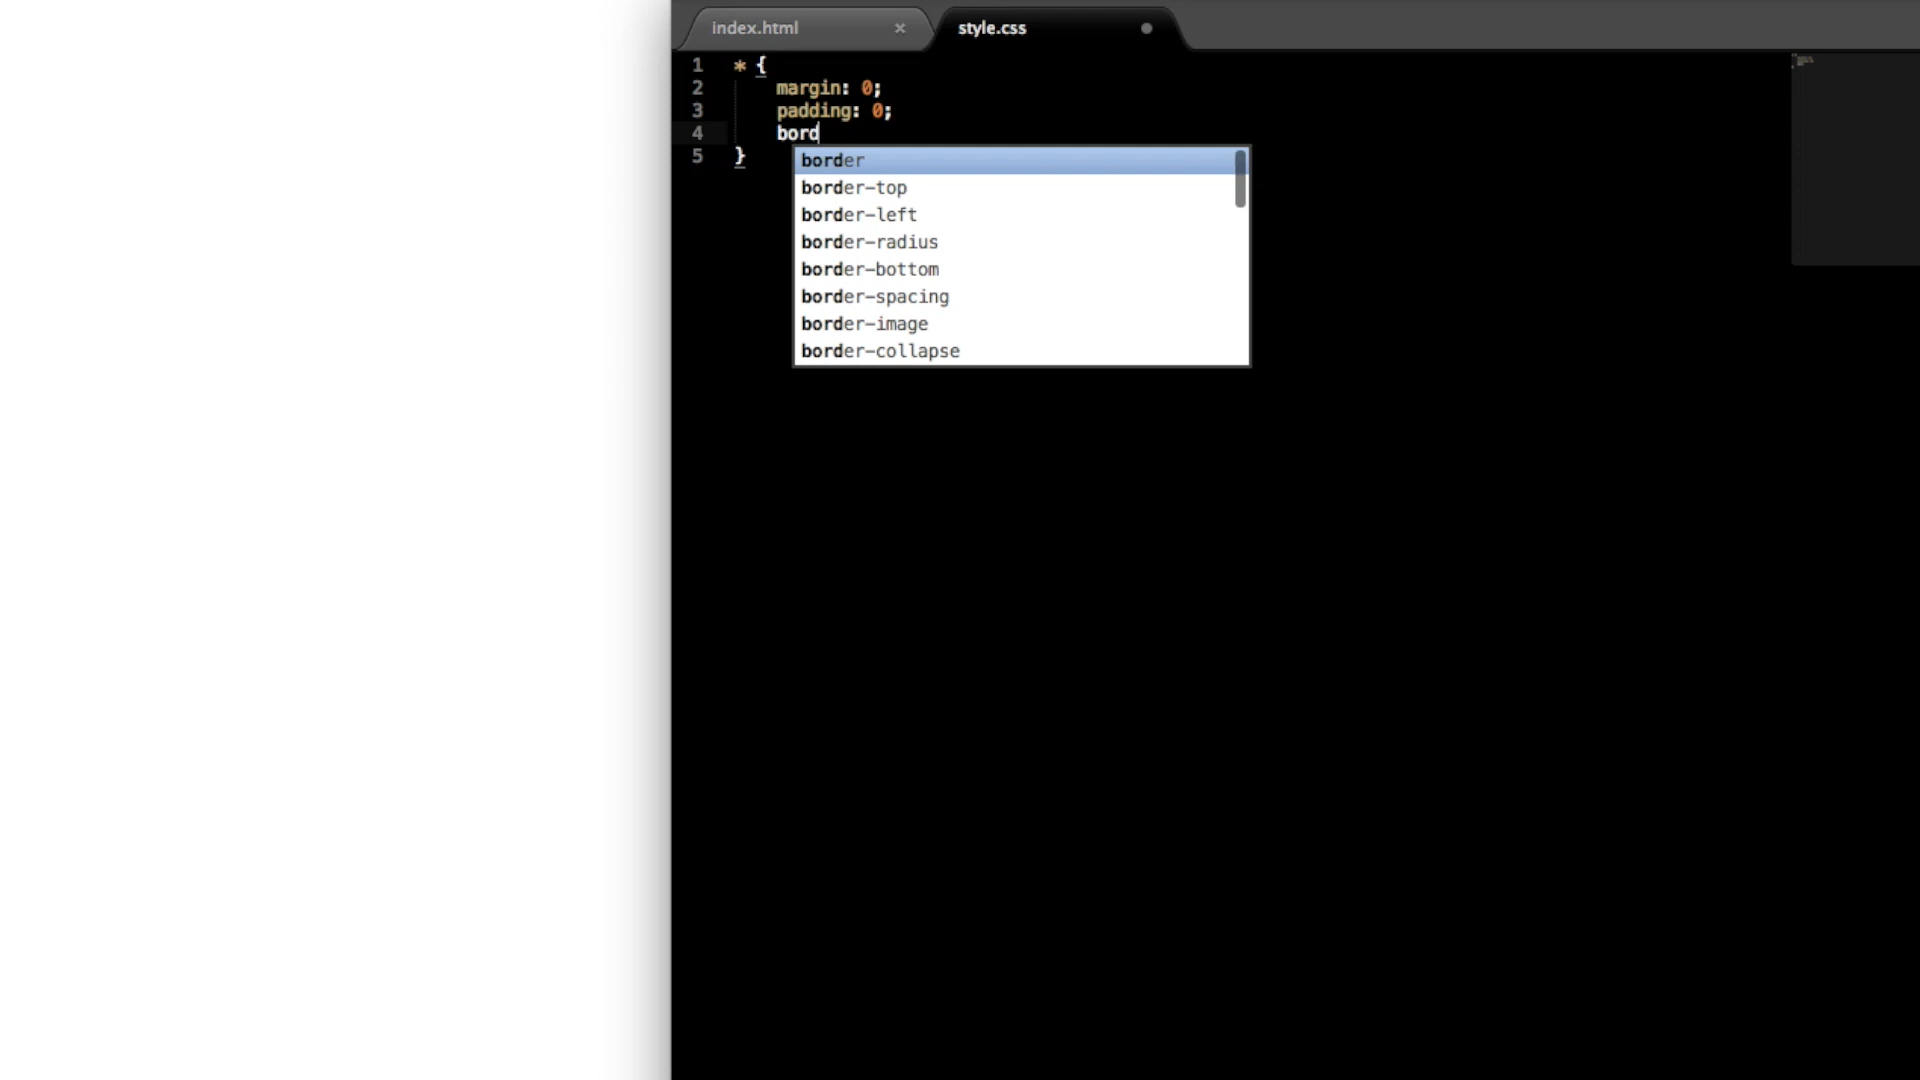 index.html × style.css
1 * {
2 margin: 0;
3 padding: 0;
4 bord
5 }
border
border-top
border-left
border-radius
border-bottom
border-spacing
border-image
border-collapse